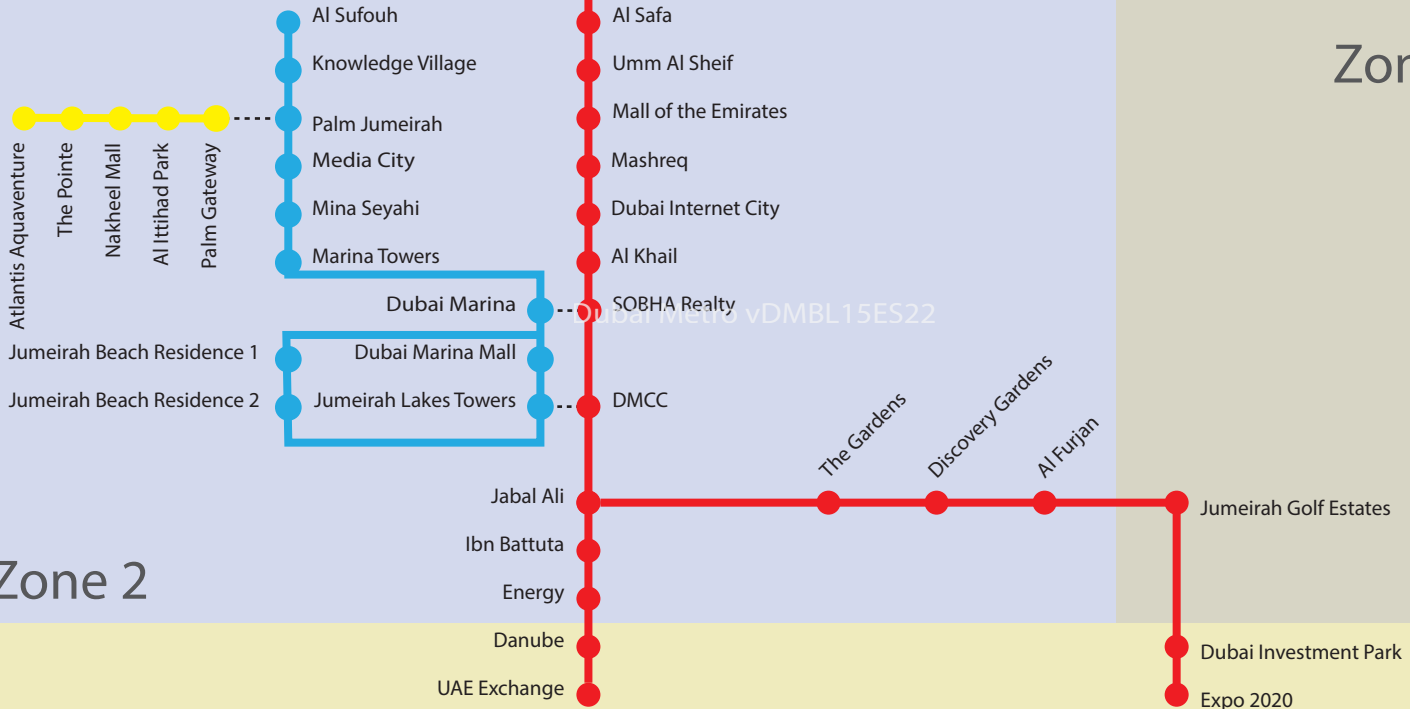 Al Sufouh
Al Safa
Knowledge Village
Umm Al Sheif
Palm Jumeirah
Mall of the Emirates
Media City
Mashreq
Mina Seyahi
Dubai Internet City
Marina Towers
Al Khail
Dubai Marina
SOBHA Realty
Dubai Metro vDMBL15ES22
Atlantis Aquaventure
The Pointe
Nakheel Mall
Al Ittihad Park
Palm Gateway
Jumeirah Beach Residence 1
Dubai Marina Mall
Jumeirah Beach Residence 2
Jumeirah Lakes Towers
DMCC
The Gardens
Discovery Gardens
Al Furjan
Jabal Ali
Jumeirah Golf Estates
Ibn Battuta
Energy
Zone 2
Danube
Dubai Investment Park
UAE Exchange
Expo 2020